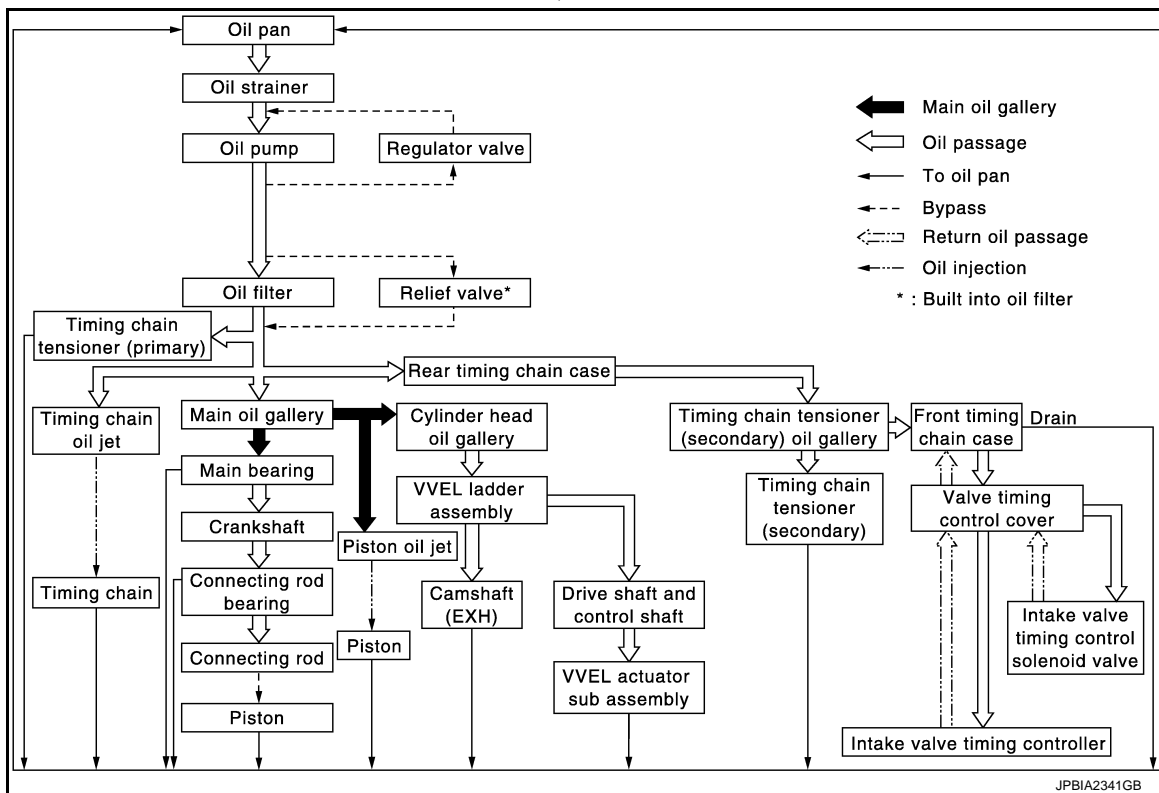 Oil pan
Oil strainer
Oil pump
Regulator valve
Oil filter
Relief valve*
Main oil gallery
Oil passage
To oil pan
Bypass
Return oil passage
Oil injection
* : Built into oil filter
Timing chain
tensioner (primary)
Rear timing chain case
Timing chain
oil jet
Main oil gallery
Cylinder head
oil gallery
Timing chain tensioner
(secondary) oil gallery
Front timing
chain case
Drain
Main bearing
VVEL ladder
assembly
Timing chain
tensioner
(secondary)
Valve timing
control cover
Crankshaft
Piston oil jet
Timing chain
Connecting rod
bearing
Camshaft
(EXH)
Drive shaft and
control shaft
Intake valve
timing control
solenoid valve
Connecting rod
Piston
VVEL actuator
sub assembly
Piston
Intake valve timing controller
JPBIA2341GB